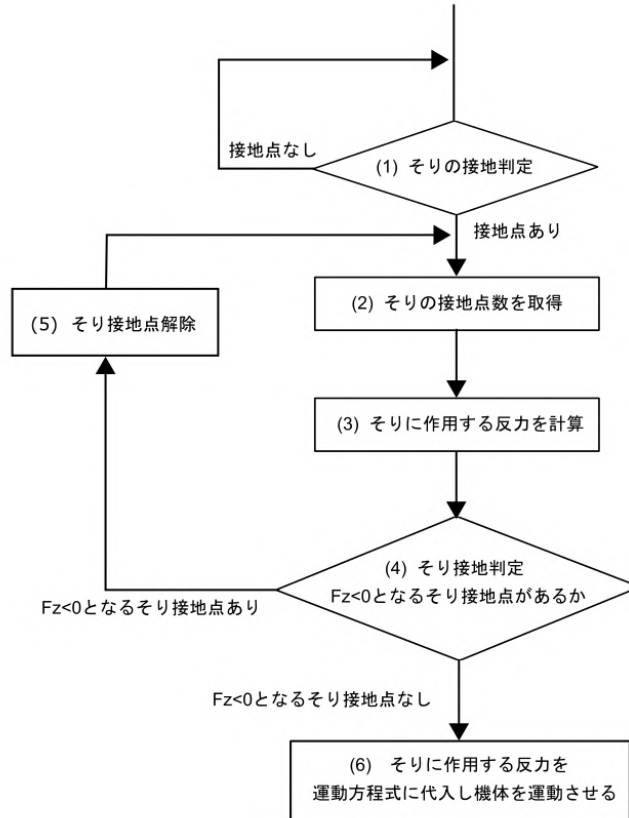 接地点なし
(1) そりの接地判定
接地点あり
(2) そりの接地点数を取得
(5) そり接地点解除
(3) そりに作用する反力を計算
(4) そり接地判定
Fz<0となるそり接地点があるか
Fz<0となるそり接地点あり
Fz<0となるそり接地点なし
(6) そりに作用する反力を
運動方程式に代入し機体を運動させる